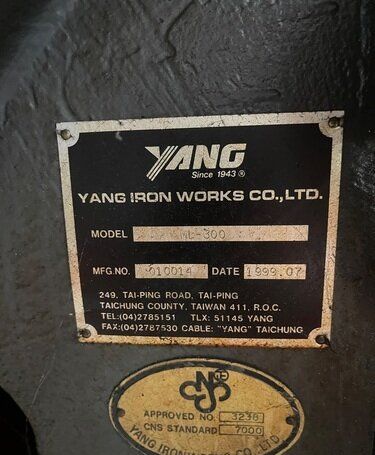 YANG
Since 1943 ®
YANG IRON WORKS CO.,LTD.
MODEL ML-300
MFG.NO. 010014 DATE 1999.07
249, TAI-PING ROAD, TAI-PING
TAICHUNG COUNTY, TAIWAN 411, R.O.C.
TEL:(04)2785151 TLX: 51145 YANG
FAX:(04)2787530 CABLE: "YANG" TAICHUNG
CNS
APPROVED NO. 3236
CNS STANDARD 7000
YANG IRON WORKS CO., LTD.